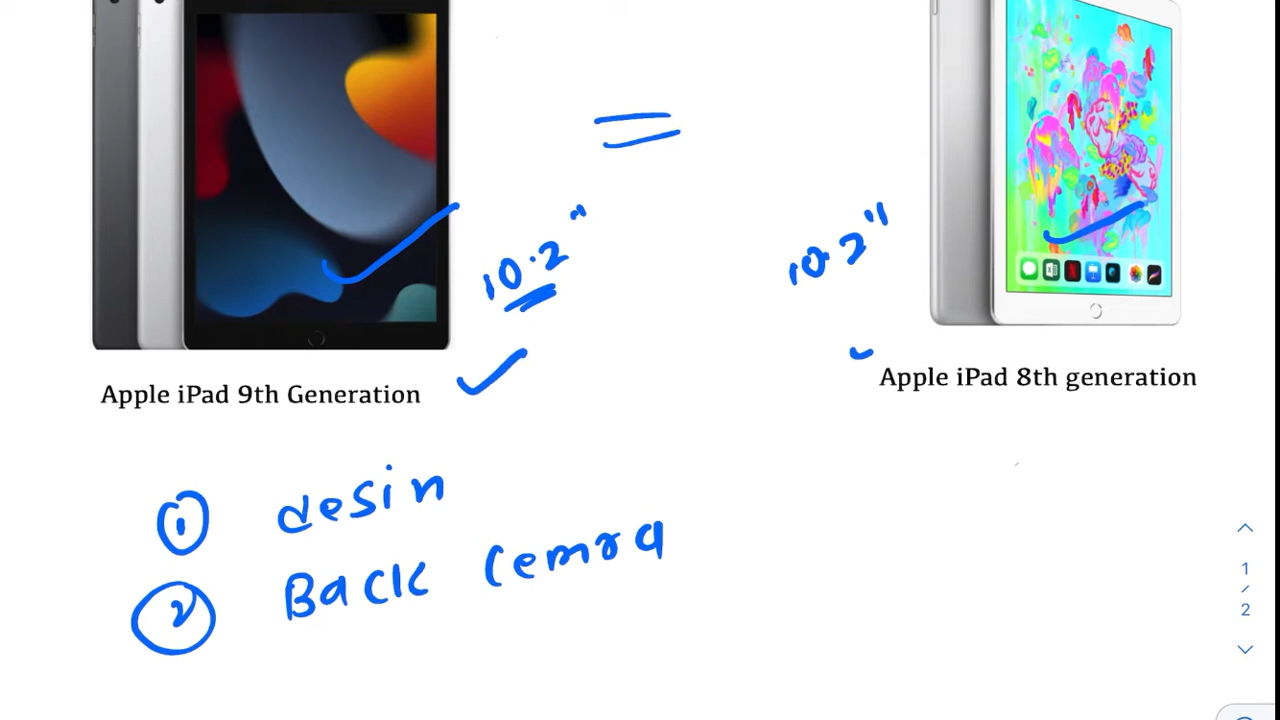 10.2"
10.2"
Apple iPad 9th Generation
Apple iPad 8th generation
1 desin
2 Back cemra
1
/
2